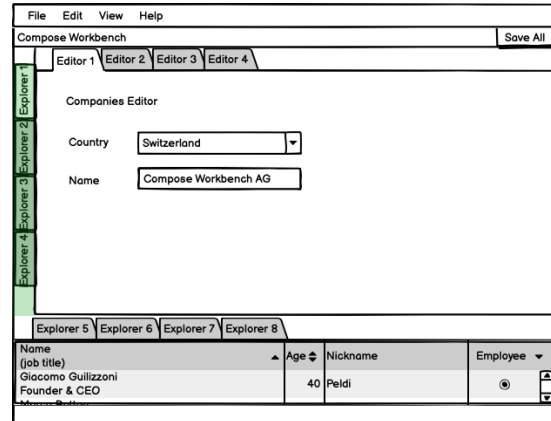 File Edit View Help
Compose Workbench Save All
Editor 1 Editor 2 Editor 3 Editor 4
Explorer 1
Explorer 2
Explorer 3
Explorer 4
Companies Editor
Country Switzerland
Name Compose Workbench AG
Explorer 5 Explorer 6 Explorer 7 Explorer 8
Name
(job title) Age Nickname Employee
Giacomo Guilizzoni
Founder & CEO 40 Peldi